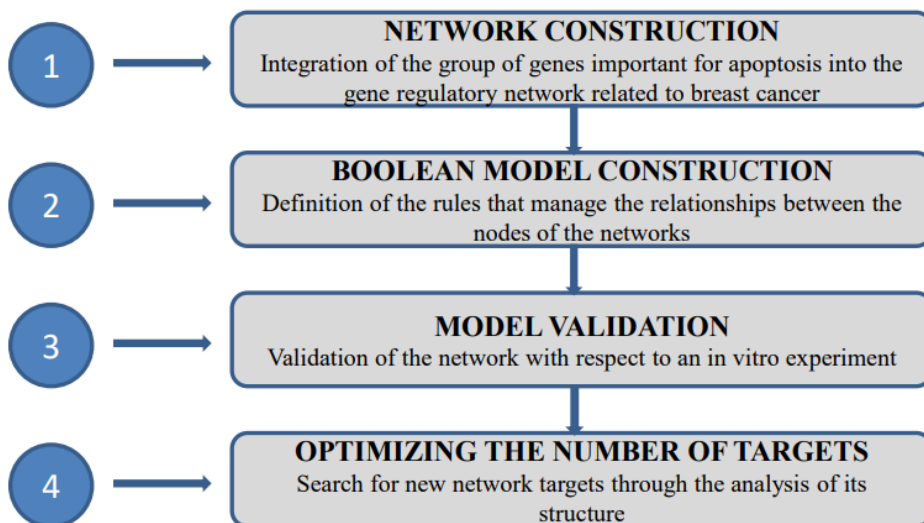 1
NETWORK CONSTRUCTION
Integration of the group of genes important for apoptosis into the
gene regulatory network related to breast cancer
2
BOOLEAN MODEL CONSTRUCTION
Definition of the rules that manage the relationships between the
nodes of the networks
3
MODEL VALIDATION
Validation of the network with respect to an in vitro experiment
4
OPTIMIZING THE NUMBER OF TARGETS
Search for new network targets through the analysis of its
structure